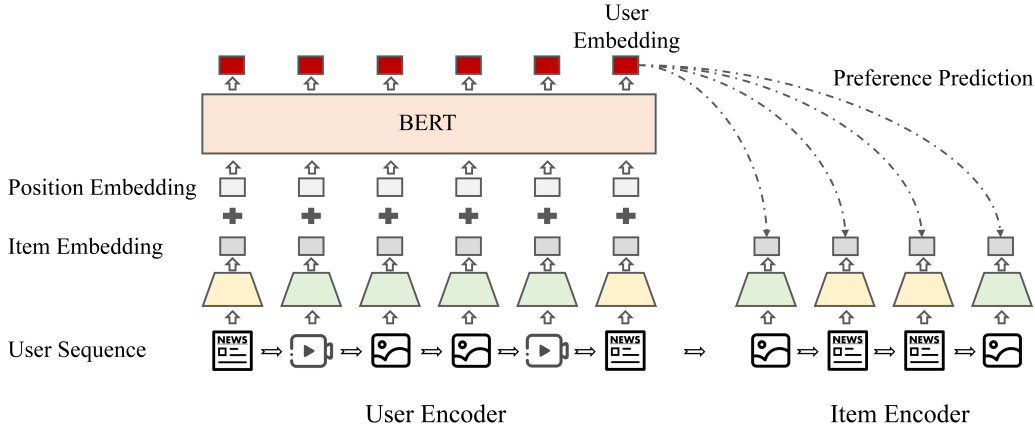 User
Embedding
Preference Prediction
BERT
Position Embedding
Item Embedding
User Sequence
NEWS
NEWS
NEWS
NEWS
User Encoder
Item Encoder